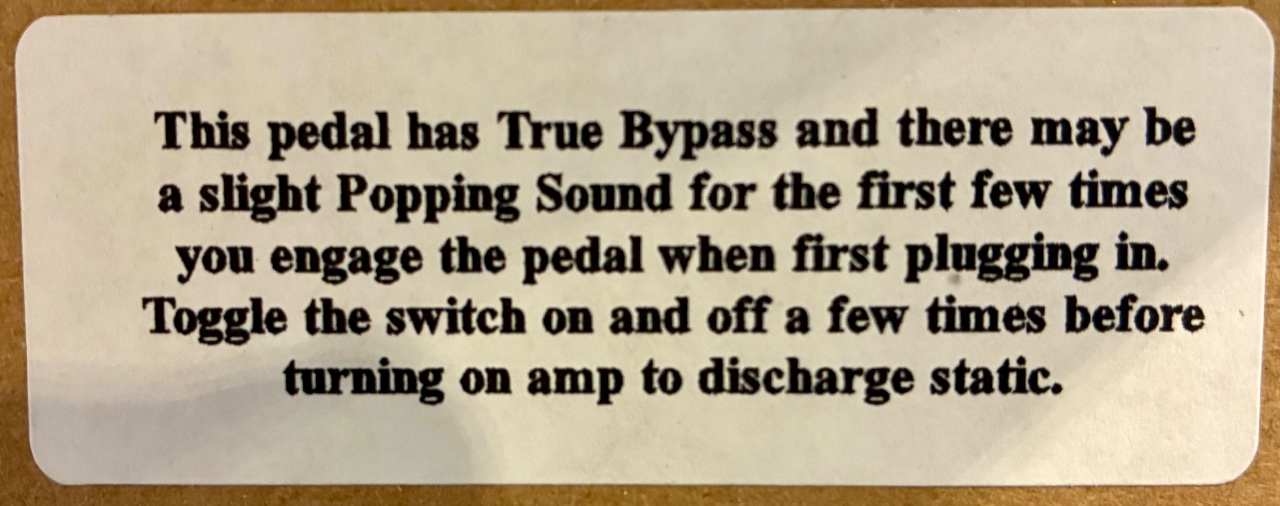 This pedal has True Bypass and there may be
a slight Popping Sound for the first few times
you engage the pedal when first plugging in.
Toggle the switch on and off a few times before
turning on amp to discharge static.